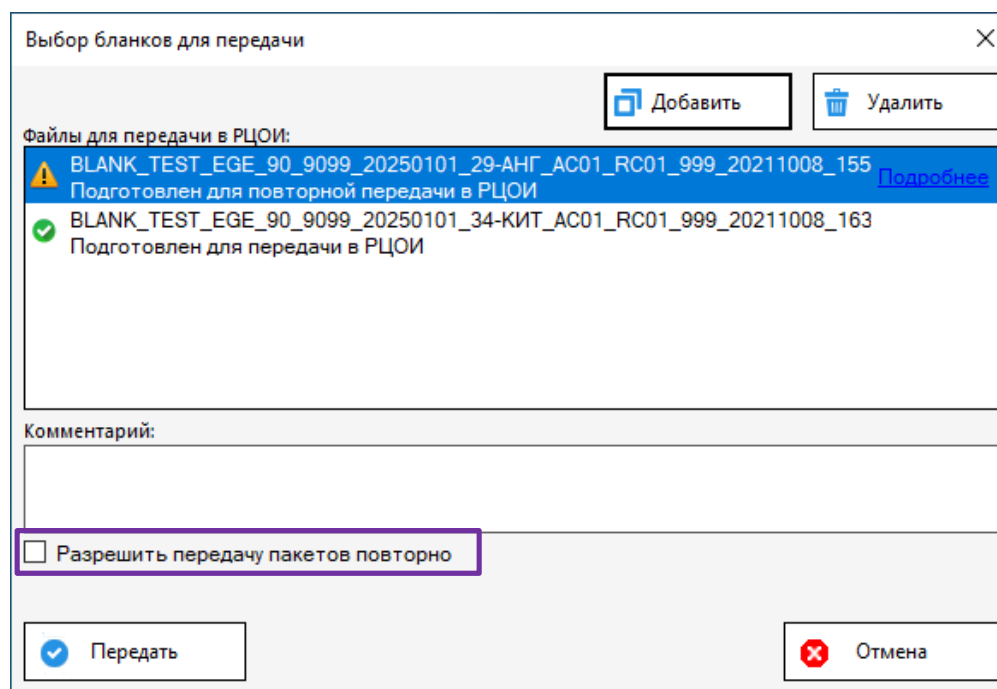 Выбор бланков для передачи
Добавить
Удалить
Файлы для передачи в РЦОИ:
BLANK_TEST_EGE_90_9099_20250101_29-АНГ_AC01_RC01_999_20211008_155
Подготовлен для повторной передачи в РЦОИ
Подробнее
BLANK_TEST_EGE_90_9099_20250101_34-КИТ_AC01_RC01_999_20211008_163
Подготовлен для передачи в РЦОИ
Комментарий:
Разрешить передачу пакетов повторно
Передать
Отмена